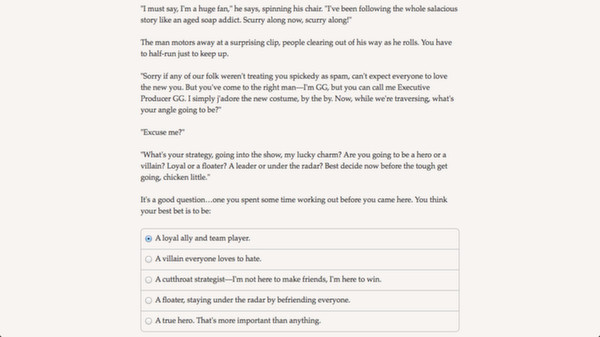 "I must say, I'm a huge fan," he says, spinning his chair. "I've been following the whole salacious
story like an aged soap addict. Scurry along now, scurry along!"
The man motors away at a surprising clip, people clearing out of his way as he rolls. You have
to half-run just to keep up.
"Sorry if any of our folk weren't treating you spickedy as spam, can't expect everyone to love
the new you. But you've come to the right man—I'm GG, but you can call me Executive
Producer GG. I simply j'adore the new costume, by the by. Now, while we're traversing, what's
your angle going to be?"
"Excuse me?"
"What's your strategy, going into the show, my lucky charm? Are you going to be a hero or a
villain? Loyal or a floater? A leader or under the radar? Best decide now before the tough get
going, chicken little."
It's a good question…one you spent some time working out before you came here. You think
your best bet is to be:
A loyal ally and team player.
A villain everyone loves to hate.
A cutthroat strategist—I'm not here to make friends, I'm here to win.
A floater, staying under the radar by befriending everyone.
A true hero. That's more important than anything.